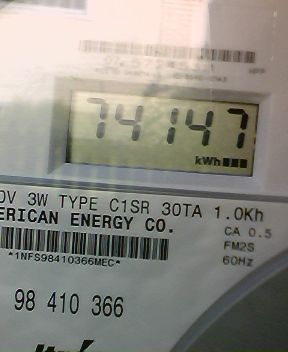 74147
kWh
0V 3W TYPE C1SR 30TA 1.0Kh
ERICAN ENERGY CO.
CA 0.5
FM2S
*1NFS98410366MEC*
60Hz
98 410 366